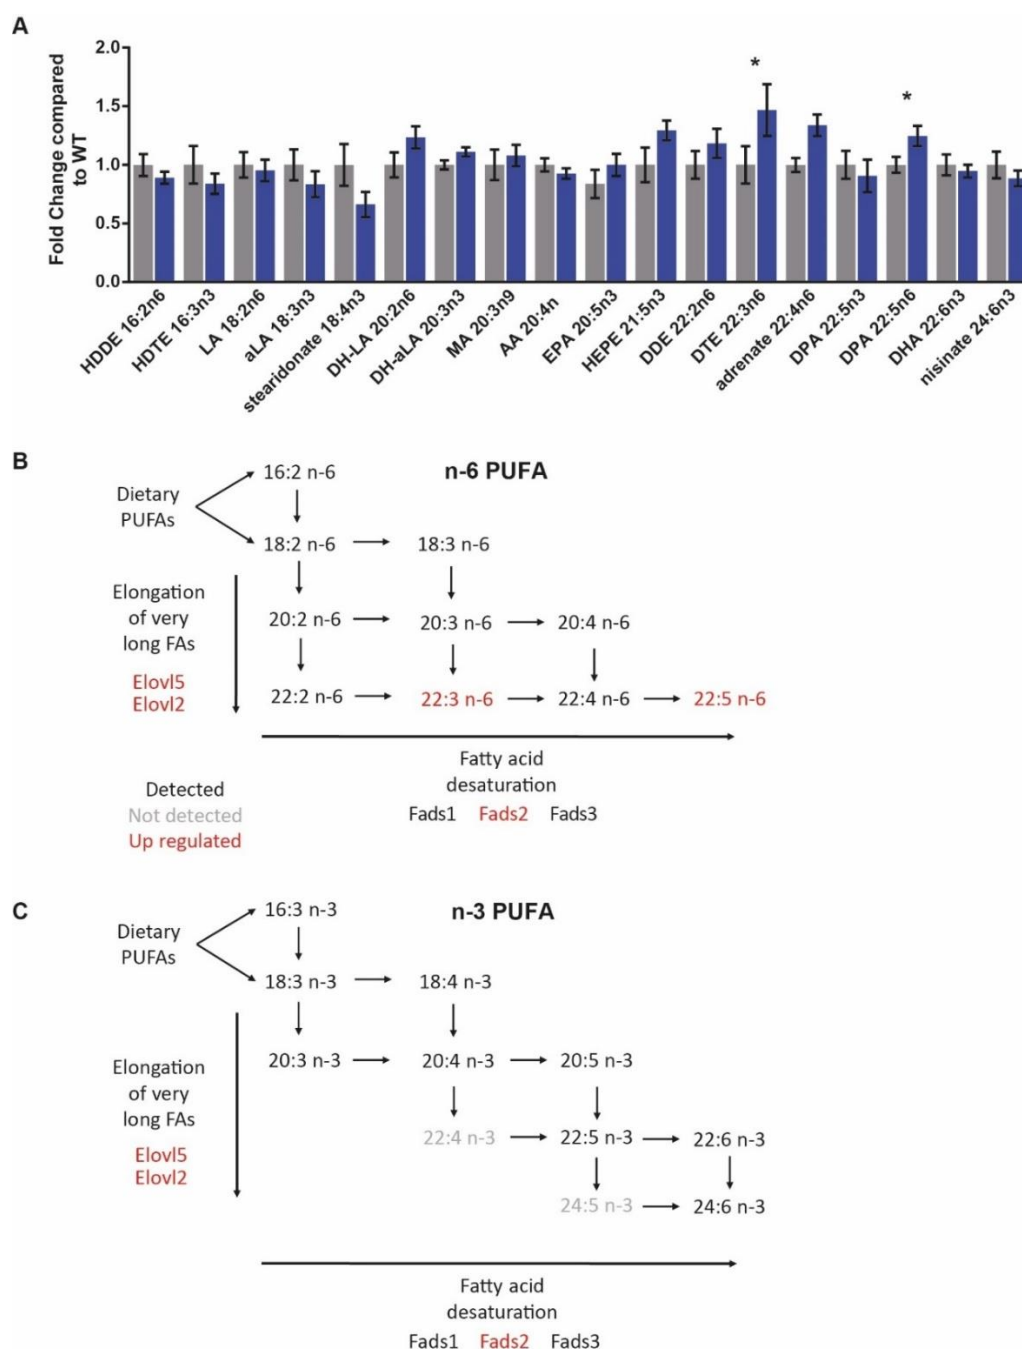 A
Fold Change compared
to WT
2.0
1.5
1.0
0.5
0.0
*
*
HDDE 16:2n6
HDTE 16:3n3
LA 18:2n6
aLA 18:3n3
stearidonate 18:4n3
DH-LA 20:2n6
DH-aLA 20:3n3
MA 20:3n9
AA 20:4n
EPA 20:5n3
HEPE 21:5n3
DDE 22:2n6
DTE 22:3n6
adrenate 22:4n6
DPA 22:5n3
DPA 22:5n6
DHA 22:6n3
nisinate 24:6n3
B
n-6 PUFA
Dietary
PUFAs
16:2 n-6
18:2 n-6
18:3 n-6
Elongation
of very
long FAs
20:2 n-6
20:3 n-6
20:4 n-6
Elovl5
Elovl2
22:2 n-6
22:3 n-6
22:4 n-6
22:5 n-6
Fatty acid
desaturation
Fads1 Fads2 Fads3
Detected
Not detected
Up regulated
C
n-3 PUFA
Dietary
PUFAs
16:3 n-3
18:3 n-3
18:4 n-3
Elongation
of very
long FAs
20:3 n-3
20:4 n-3
20:5 n-3
Elovl5
Elovl2
22:4 n-3
22:5 n-3
22:6 n-3
24:5 n-3
24:6 n-3
Fatty acid
desaturation
Fads1 Fads2 Fads3